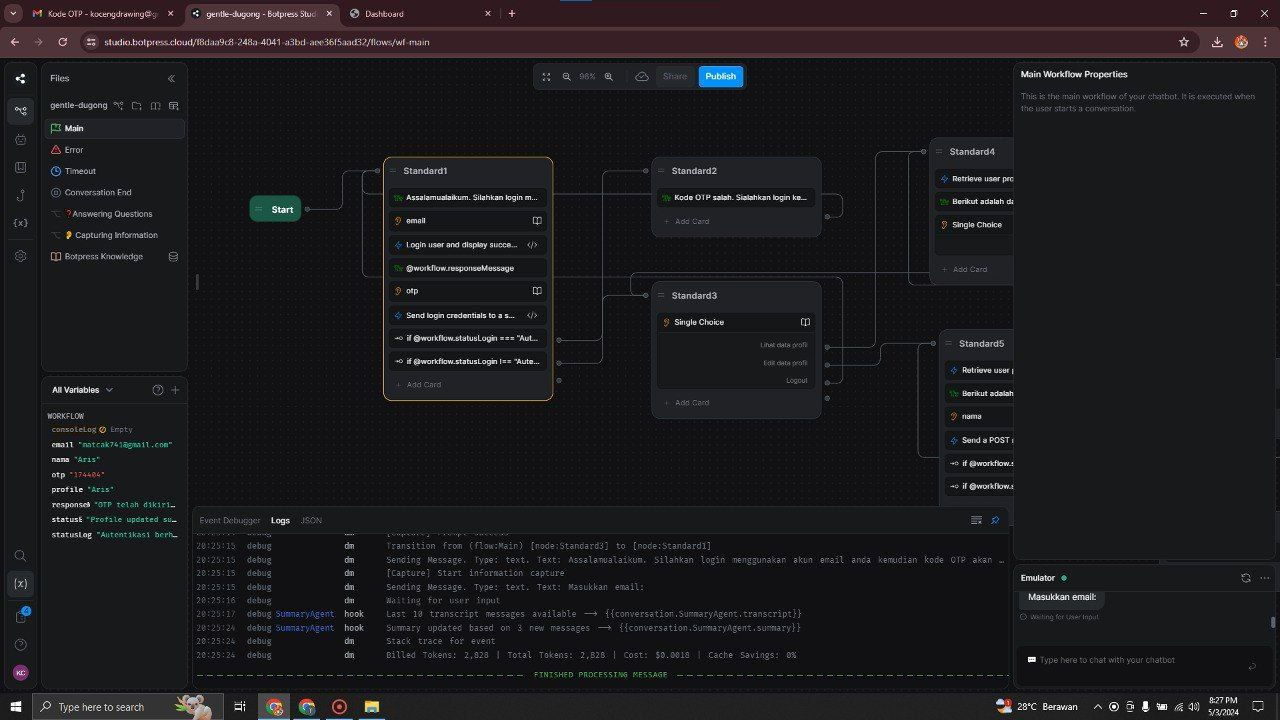 Kode OTP - kocengdrawing@g
gentle-dugong - Botpress Stud
Dashboard
studio.botpress.cloud/f8daa9c8-248a-4041-a3bd-aee36f5aad32/flows/wf-main
Files
gentle-dugong
Main
Error
Timeout
Conversation End
❓Answering Questions
👂 Capturing Information
Botpress Knowledge
All Variables
WORKFLOW
consoleLog Empty
email "matcak741@gmail.com"
nama "Aris"
otp "174404"
profile "Aris"
response "OTP telah dikiri...
status "Profile updated su...
statusLog "Autentikasi berh...
KC
96%
Share
Publish
Start
Standard1
Assalamualaikum. Silahkan login m...
email
Login user and display succe...
@workflow.responseMessage
otp
Send login credentials to a s...
if @workflow.statusLogin === "Aut...
if @workflow.statusLogin !== "Aute...
Add Card
Standard2
Kode OTP salah. Sialahkan login ke...
Add Card
Standard3
Single Choice
Lihat data profil
Edit data profil
Logout
Add Card
Standard4
Retrieve user pro
Berikut adalah da
Single Choice
Add Card
Standard5
Retrieve user p
Berikut adalah
nama
Send a POST
if @workflow.s
if @workflow.s
Main Workflow Properties
This is the main workflow of your chatbot. It is executed when
the user starts a conversation.
Event Debugger Logs JSON
20:25:15 debug dm Transition from (flow:Main) [node:Standard3] to [node:Standard1]
20:25:15 debug dm Sending Message. Type: text. Text: Assalamualaikum. Silahkan login menggunakan akun email anda kemudian kode OTP akan …
20:25:15 debug dm [Capture] Start information capture
20:25:15 debug dm Sending Message. Type: text. Text: Masukkan email:
20:25:16 debug dm Waiting for user input
20:25:17 debug SummaryAgent hook Last 10 transcript messages available ⟶ {{conversation.SummaryAgent.transcript}}
20:25:24 debug SummaryAgent hook Summary updated based on 3 new messages ⟶ {{conversation.SummaryAgent.summary}}
20:25:24 debug dm Stack trace for event
20:25:24 debug dm Billed Tokens: 2,828 | Total Tokens: 2,828 | Cost: $0.0018 | Cache Savings: 0%
FINISHED PROCESSING MESSAGE
Emulator
Masukkan email:
Waiting for User Input
Type here to chat with your chatbot
Type here to search
28°C Berawan
8:27 PM
5/3/2024